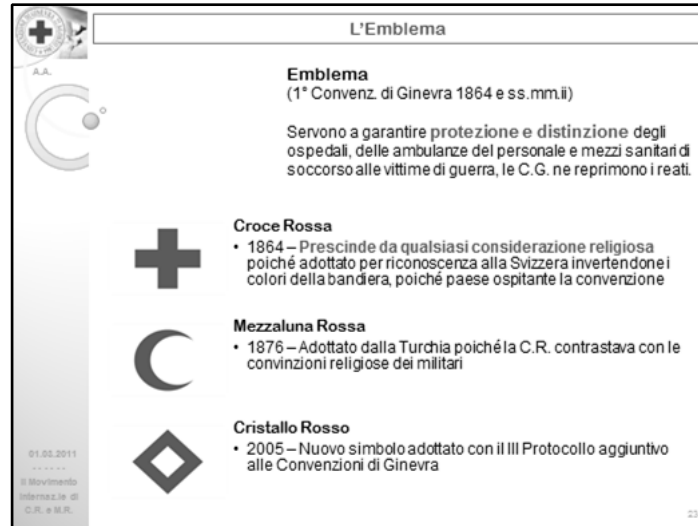 L'Emblema
A.A.
Emblema
(1° Convenz. di Ginevra 1864 e ss.mm.ii)
Servono a garantire protezione e distinzione degli
ospedali, delle ambulanze del personale e mezzi sanitari di
soccorso alle vittime di guerra, le C.G. ne reprimono i reati.
Croce Rossa
• 1864 – Prescinde da qualsiasi considerazione religiosa
poiché adottato per riconoscenza alla Svizzera invertendone i
colori della bandiera, poiché paese ospitante la convenzione
Mezzaluna Rossa
• 1876 – Adottato dalla Turchia poiché la C.R. contrastava con le
convinzioni religiose dei militari
Cristallo Rosso
• 2005 – Nuovo simbolo adottato con il III Protocollo aggiuntivo
alle Convenzioni di Ginevra
01.03.2011
------
Il Movimento
Internaz.le di
C.R. e M.R.